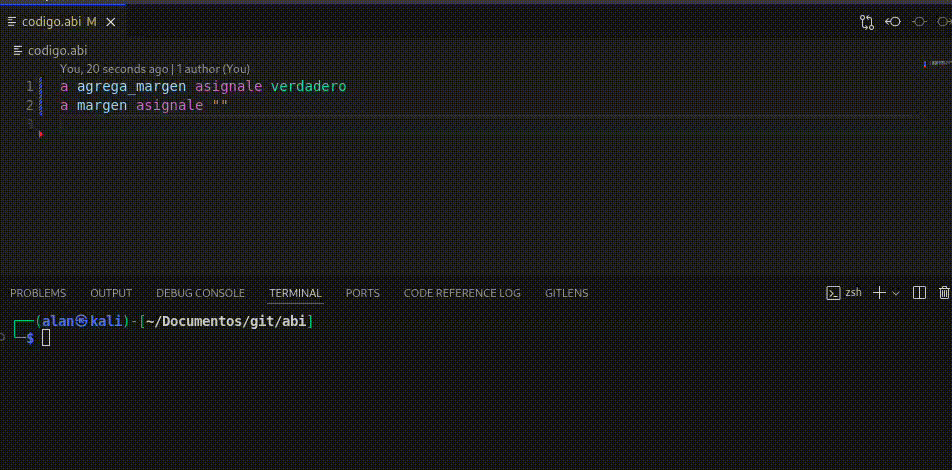 codigo.abi M
codigo.abi
You, 20 seconds ago | 1 author (You)
1 a agrega_margen asignale verdadero
2 a margen asignale ""
3
PROBLEMS OUTPUT DEBUG CONSOLE TERMINAL PORTS CODE REFERENCE LOG GITLENS zsh
┌──(alan㉿kali)-[~/Documentos/git/abi]
└─$